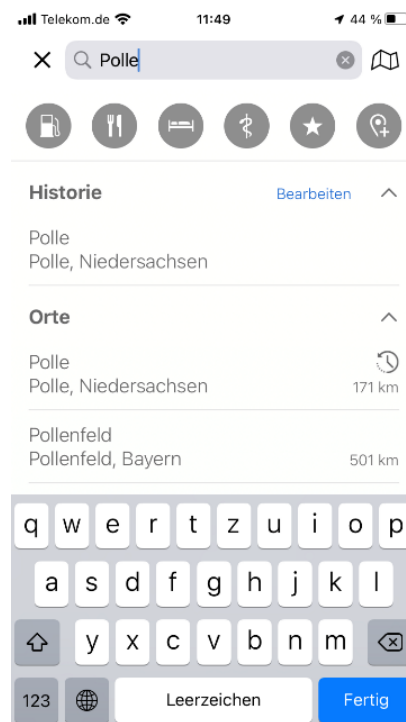 Telekom.de 11:49 44 %
Polle
Historie Bearbeiten
Polle
Polle, Niedersachsen
Orte
Polle
Polle, Niedersachsen 171 km
Pollenfeld
Pollenfeld, Bayern 501 km
q w e r t z u i o p
a s d f g h j k l
y x c v b n m
123 Leerzeichen Fertig